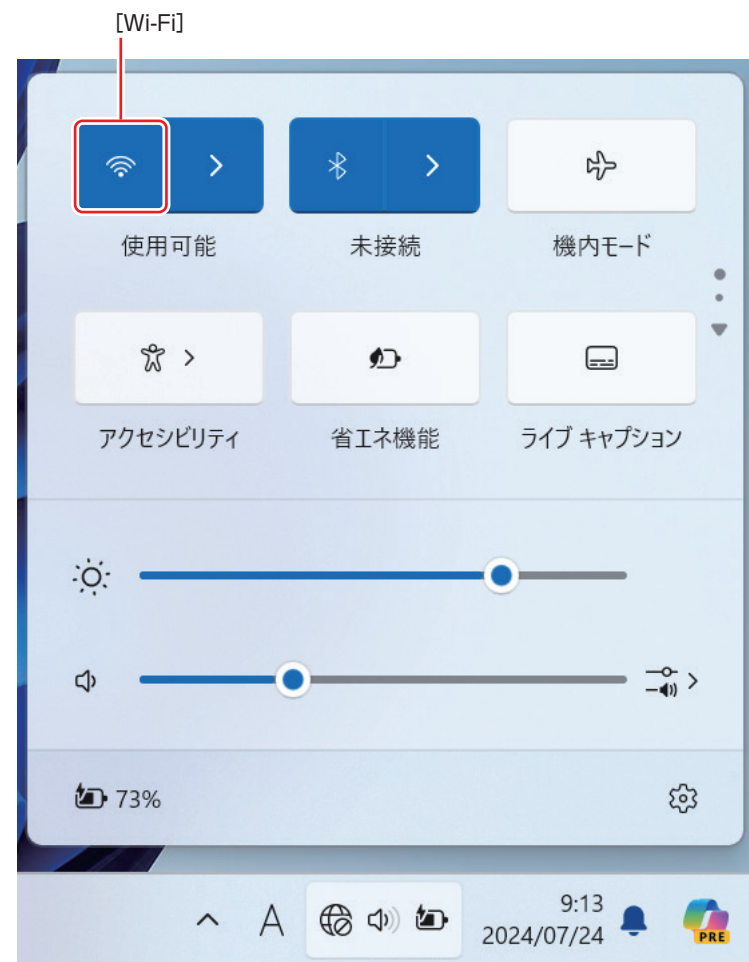 [Wi-Fi]
使用可能
未接続
機内モード
アクセシビリティ
省エネ機能
ライブ キャプション
73%
A
9:13
2024/07/24
PRE